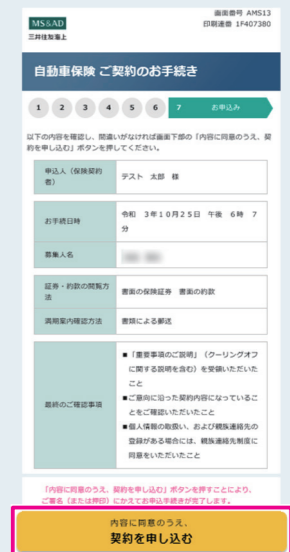 画面番号 AMS13
印刷連番 1F407380
MS&AD
三井住友海上
自動車保険 ご契約のお手続き
1 2 3 4 5 6 7 お申込み
以下の内容を確認し、間違いがなければ画面下部の「内容に同意のうえ、契
約を申し込む」ボタンを押してください。
申込人（保険契約
者）
テスト 太郎 様
お手続日時
令和 3年10月25日 午後 6時 7
分
募集人名
証券・約款の閲覧方
法
書面の保険証券 書面の約款
満期案内確認方法
書類による郵送
最終のご確認事項
■「重要事項のご説明」（クーリングオフ
に関する説明を含む）を受領いただいた
こと
■ご意向に沿った契約内容になっているこ
とをご確認いただいたこと
■個人情報の取扱い、および親族連絡先の
登録がある場合には、親族連絡先制度に
同意をいただいたこと
「内容に同意のうえ、契約を申し込む」ボタンを押すことにより、
ご署名（または押印）にかえてお申込手続きが完了します。
内容に同意のうえ、
契約を申し込む